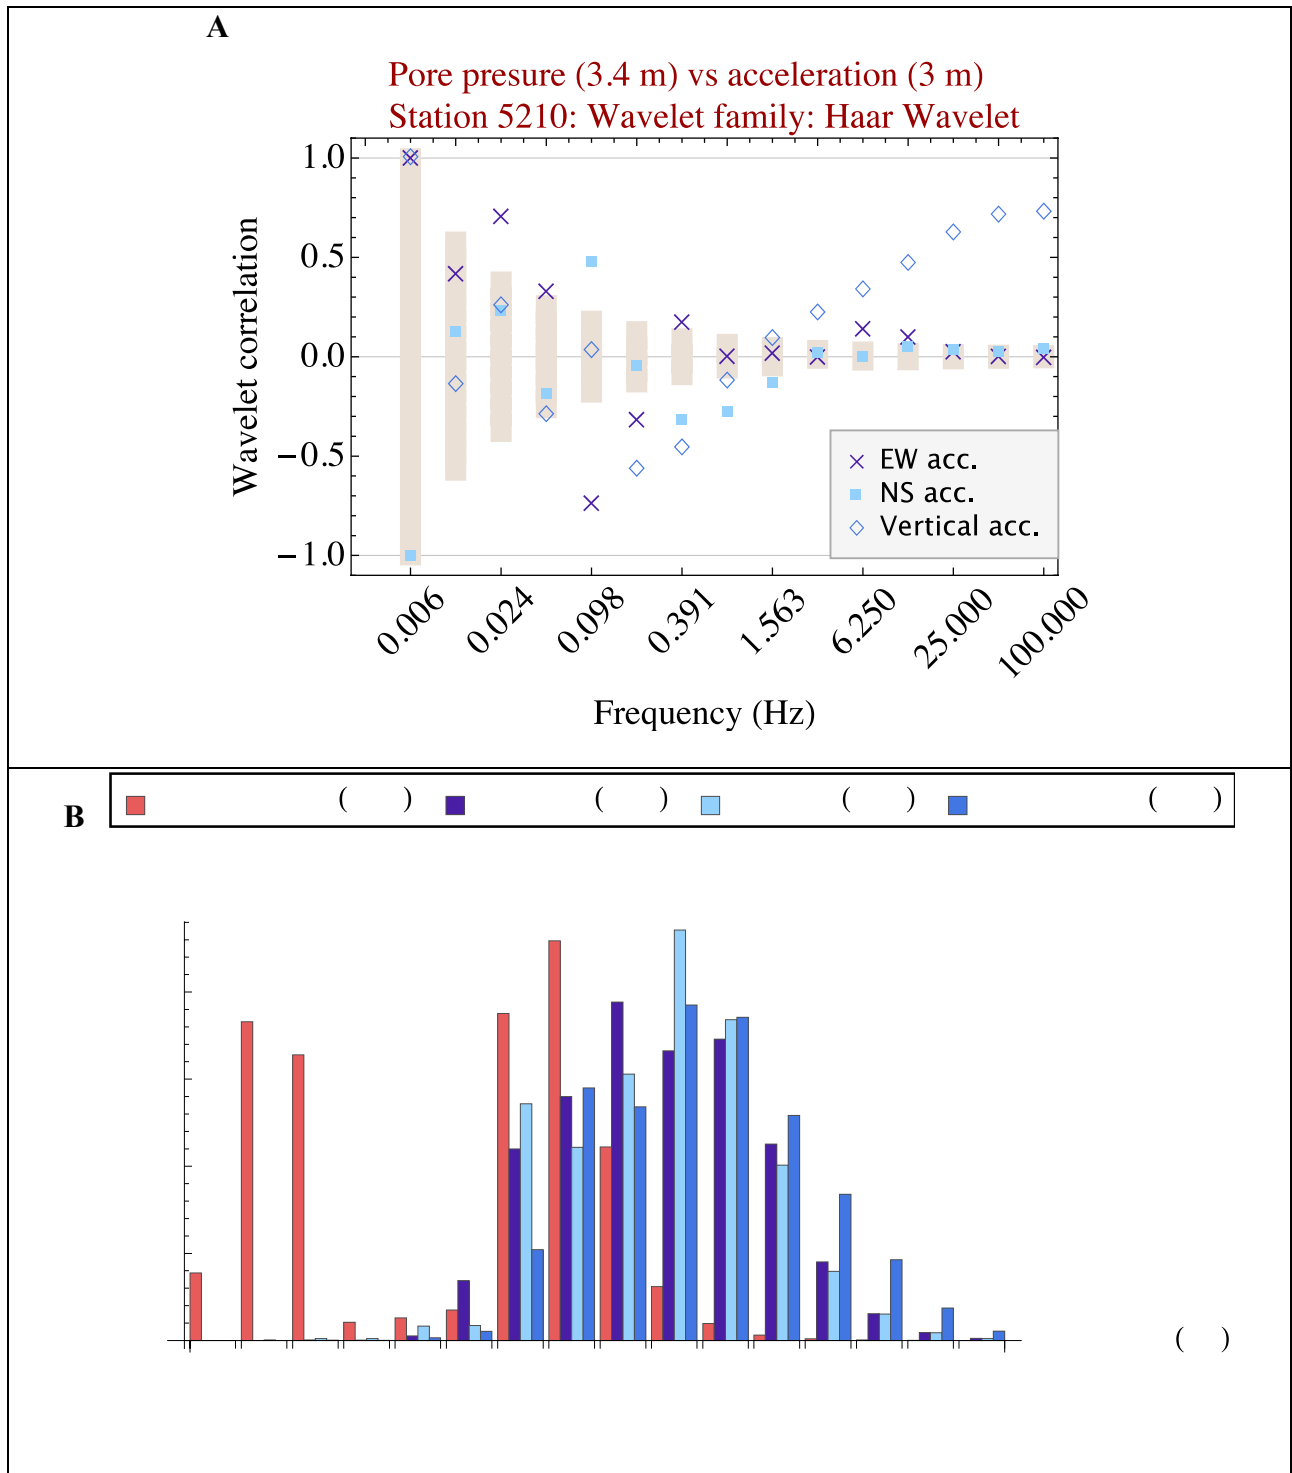 A
Pore presure (3.4 m) vs acceleration (3 m)
Station 5210: Wavelet family: Haar Wavelet
1.0
0.5
0.0
−0.5
−1.0
Wavelet correlation
EW acc.
NS acc.
Vertical acc.
0.006 0.024 0.098 0.391 1.563 6.250 25.000 100.000
Frequency (Hz)
B
( ) ( ) ( ) ( )
( )